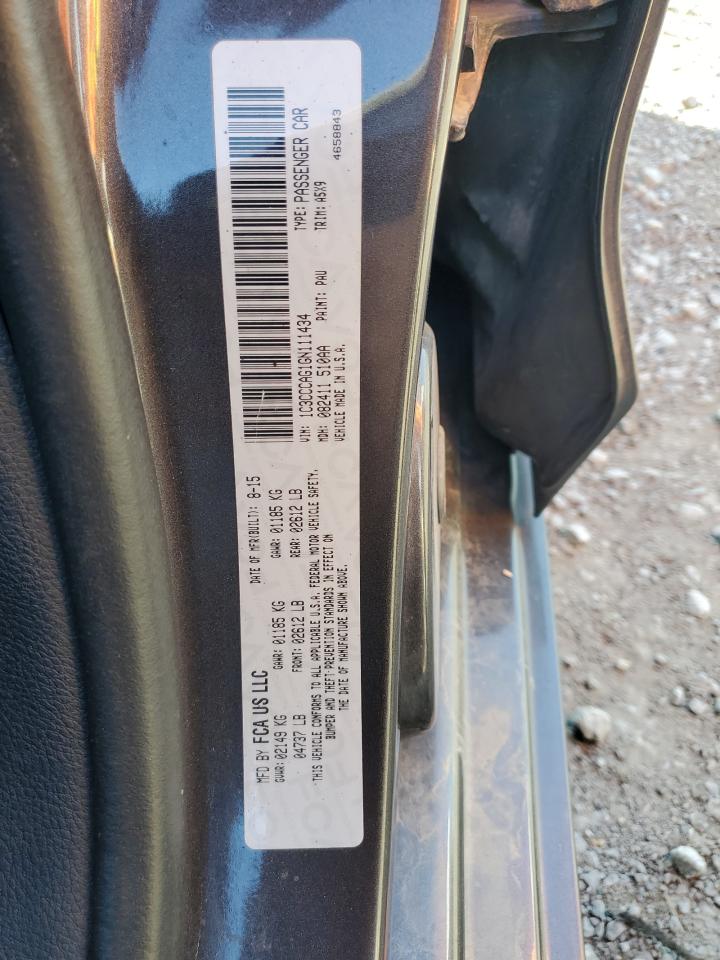 MFD BY FCA US LLC
DATE OF MFR(BUILT): 8-15
GVWR: 02149 KG
GAWR: 01185 KG
GAWR: 01185 KG
04737 LB
FRONT: 02612 LB
REAR: 02612 LB
THIS VEHICLE CONFORMS TO ALL APPLICABLE U.S.A. FEDERAL MOTOR VEHICLE SAFETY,
BUMPER AND THEFT-PREVENTION STANDARDS IN EFFECT ON
THE DATE OF MANUFACTURE SHOWN ABOVE.
VIN: 1C3CCCAG1GN111434
TYPE: PASSENGER CAR
MDH: 082411 510AA
PAINT: PAU
TRIM: A5X9
VEHICLE MADE IN U.S.A.
4658843